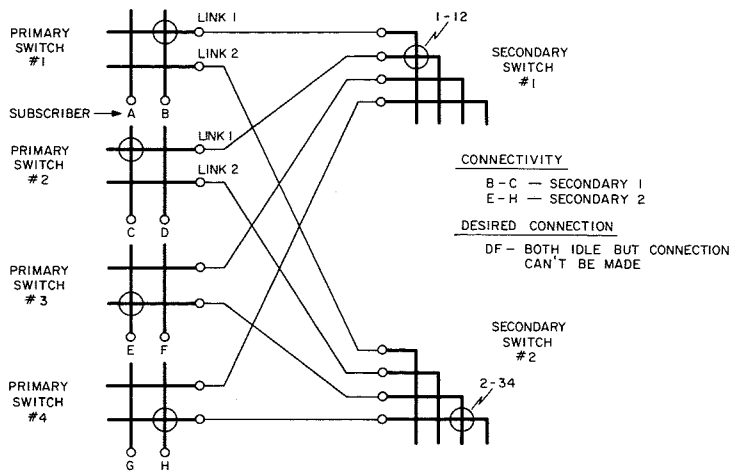 PRIMARY
SWITCH
#1
LINK 1
LINK 2
SUBSCRIBER
A
B
PRIMARY
SWITCH
#2
LINK 1
LINK 2
C
D
PRIMARY
SWITCH
#3
E
F
PRIMARY
SWITCH
#4
G
H
1-12
SECONDARY
SWITCH
#1
CONNECTIVITY
B-C — SECONDARY 1
E-H — SECONDARY 2
DESIRED CONNECTION
DF- BOTH IDLE BUT CONNECTION
CAN'T BE MADE
SECONDARY
SWITCH
#2
2-34